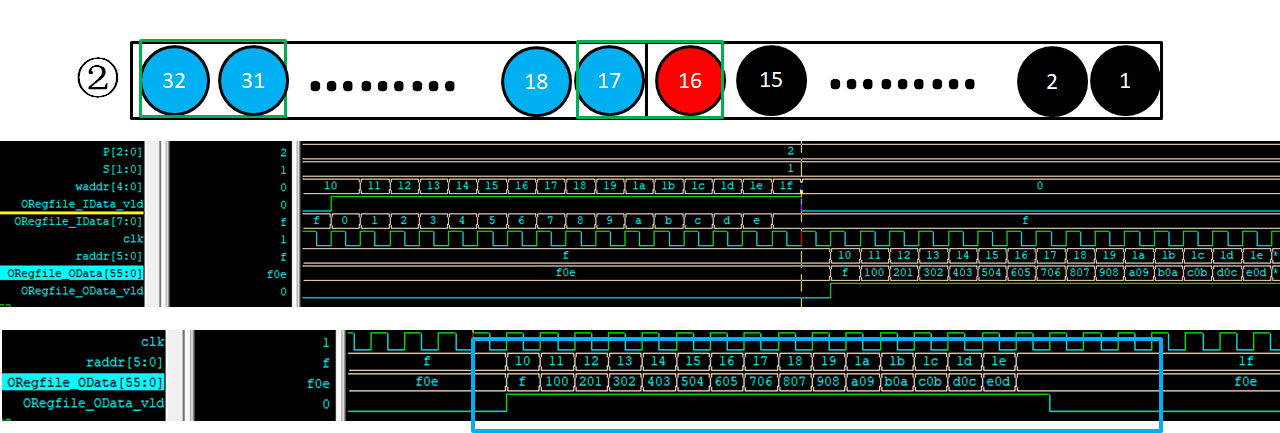 ② 32 31 18 17 16 15 2 1
P[2:0] 2 2
S[1:0] 1 1
waddr[4:0] 0 10 11 12 13 14 15 16 17 18 19 1a 1b 1c 1d 1e 1f 0
ORegfile_IData_vld 0
ORegfile_IData[7:0] f f 0 1 2 3 4 5 6 7 8 9 a b c d e f
clk 1
raddr[5:0] f f 10 11 12 13 14 15 16 17 18 19 1a 1b 1c 1d 1e *
ORegfile_OData[55:0] f0e f0e f 100 201 302 403 504 605 706 807 908 a09 b0a c0b d0c e0d *
ORegfile_OData_vld 0
clk 1
raddr[5:0] f f 10 11 12 13 14 15 16 17 18 19 1a 1b 1c 1d 1e 1f
ORegfile_OData[55:0] f0e f0e f 100 201 302 403 504 605 706 807 908 a09 b0a c0b d0c e0d f0e
ORegfile_OData_vld 0